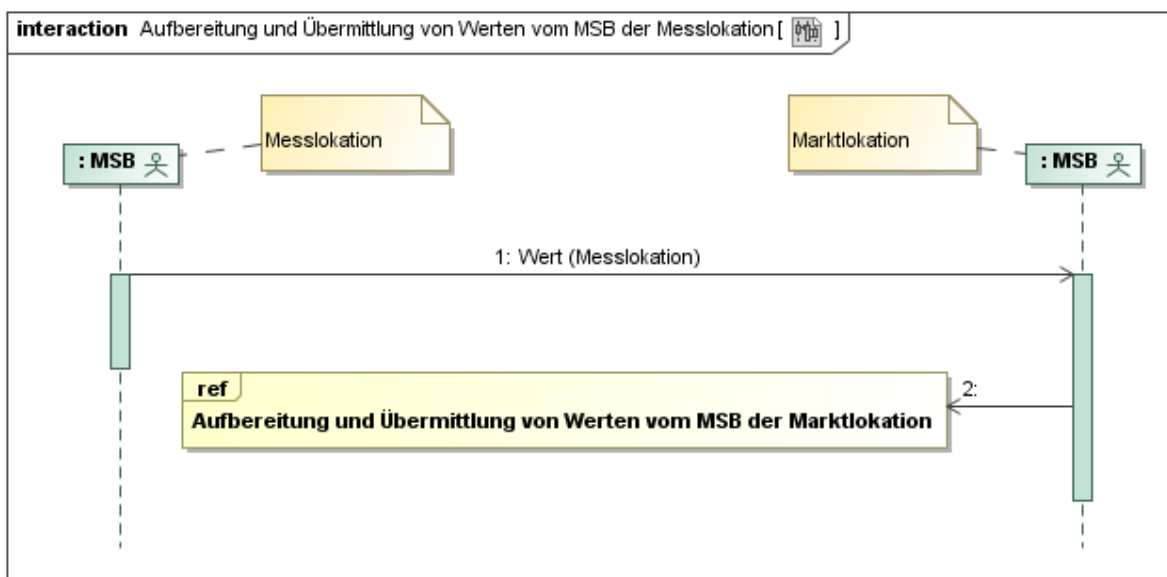 interaction Aufbereitung und Übermittlung von Werten vom MSB der Messlokation [ ]
Messlokation
Marktlokation
: MSB
: MSB
1: Wert (Messlokation)
ref
2:
Aufbereitung und Übermittlung von Werten vom MSB der Marktlokation